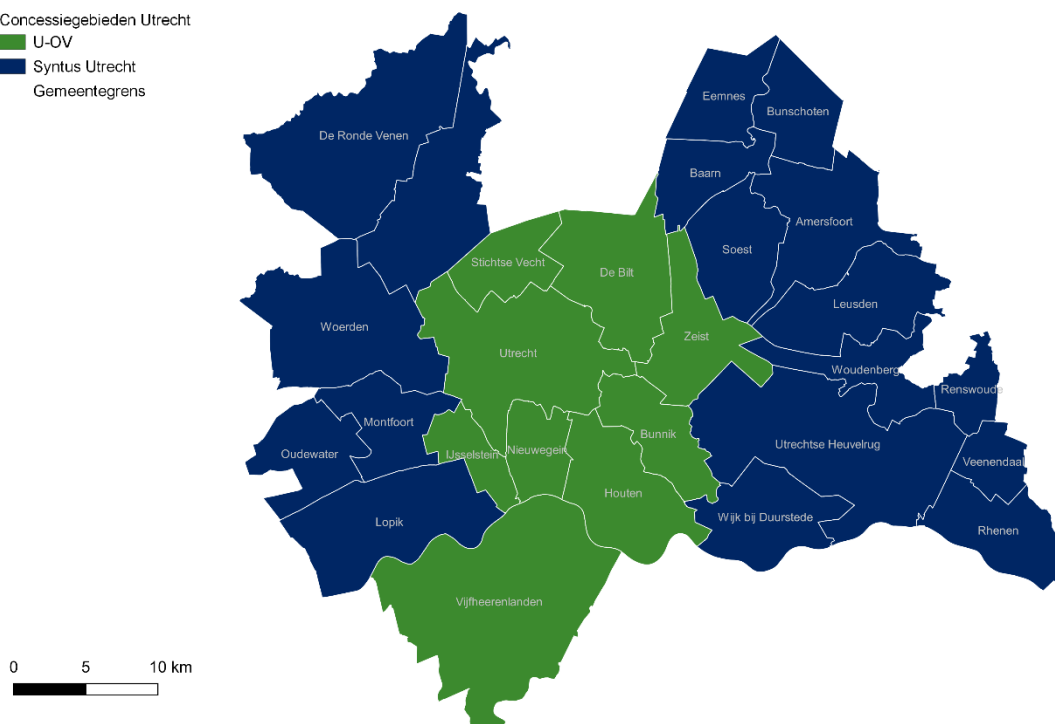 Concessiegebieden Utrecht
U-OV
Syntus Utrecht
Gemeentegrens
Eemnes
Bunschoten
De Ronde Venen
Baarn
Amersfoort
Soest
Stichtse Vecht
De Bilt
Leusden
Woerden
Zeist
Utrecht
Woudenberg
Renswoude
Montfoort
Bunnik
Utrechtse Heuvelrug
Oudewater
IJsselstein
Nieuwegein
Veenendaal
Houten
Lopik
Wijk bij Duurstede
Rhenen
Vijfheerenlanden
0 5 10 km